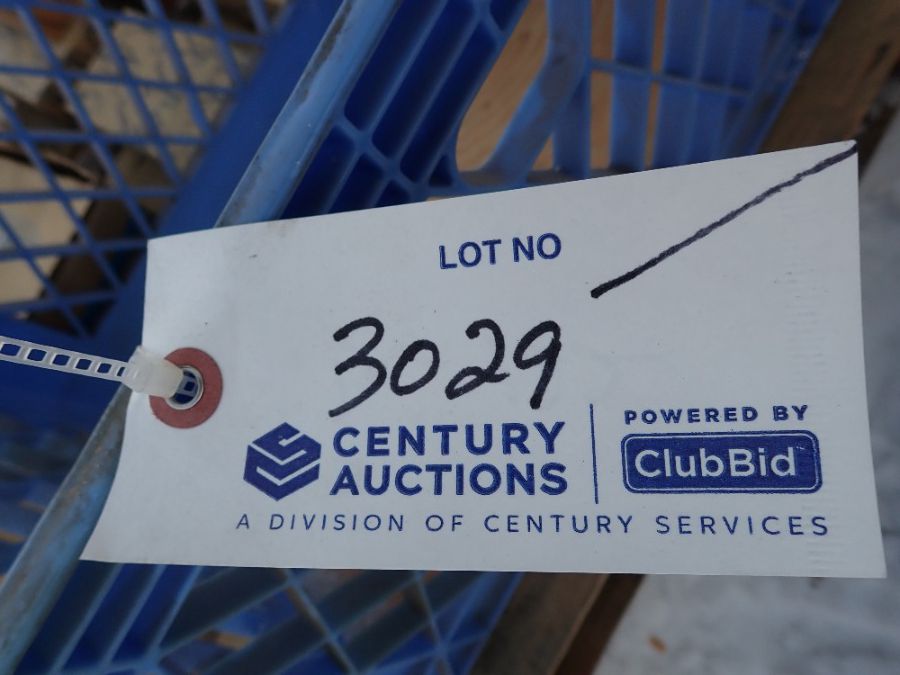 LOT NO
3029
CENTURY
AUCTIONS
POWERED BY
ClubBid
A DIVISION OF CENTURY SERVICES